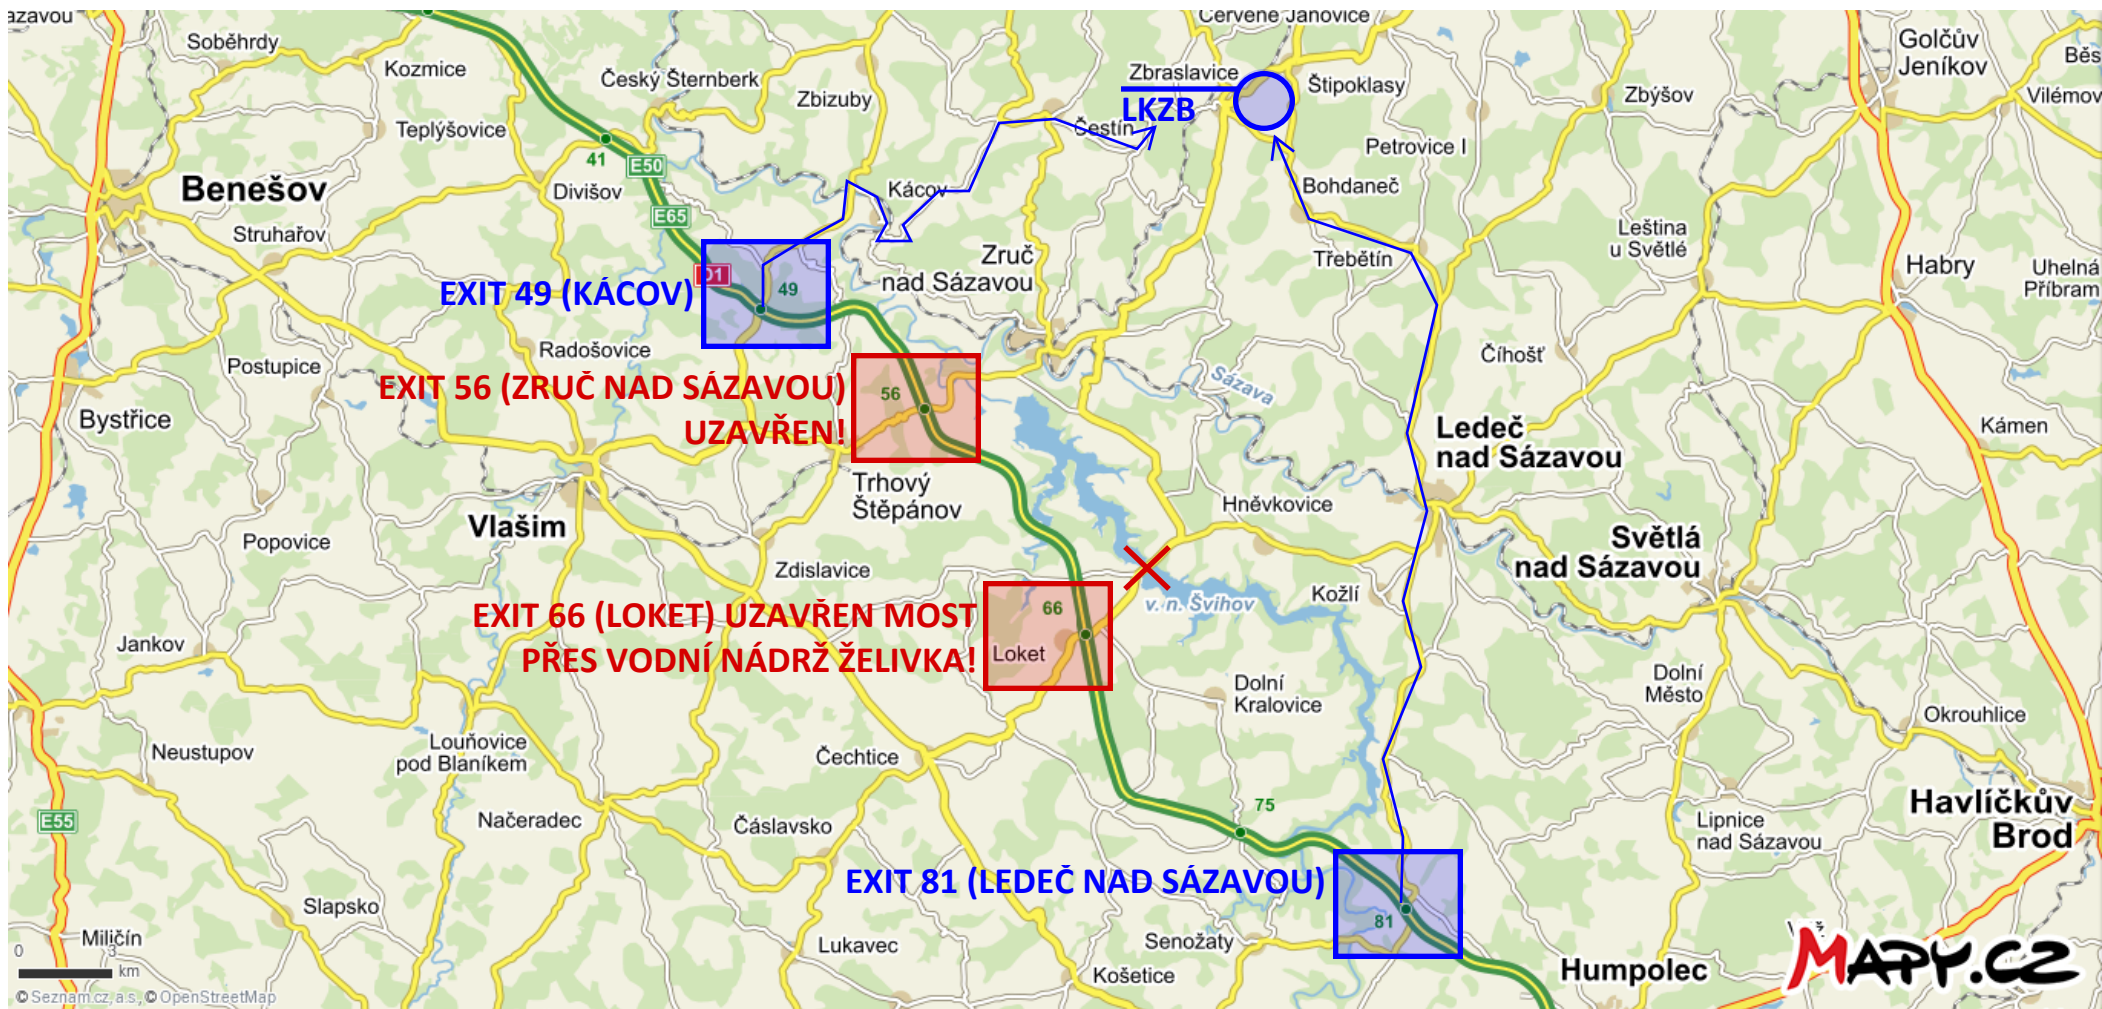 azavou
Soběhrdy
Kozmice
Český Šternberk
Zbizuby
Červené Janovice
Zbraslavice
LKZB
Štipoklasy
Zbýšov
Golčův
Jeníkov
Běs
Vilémov
Teplýšovice
41
E50
Čestín
Petrovice I
Benešov
Divišov
Kácov
Bohdaneč
E65
Struhařov
Leština
u Světlé
Zruč
nad Sázavou
Třebětín
Habry
Uhelná
Příbram
D1
EXIT 49 (KÁCOV)
49
Postupice
Radošovice
Číhošť
Sázava
EXIT 56 (ZRUČ NAD SÁZAVOU)
UZAVŘEN!
56
Bystřice
Ledeč
nad Sázavou
Kámen
Trhový
Štěpánov
Hněvkovice
Vlašim
Popovice
Světlá
nad Sázavou
Zdislavice
Kožlí
v. n. Švihov
EXIT 66 (LOKET) UZAVŘEN MOST
PŘES VODNÍ NÁDRŽ ŽELIVKA!
66
Loket
Jankov
Dolní
Kralovice
Dolní
Město
Okrouhlice
Neustupov
Louňovice
pod Blaníkem
Čechtice
75
E55
Načeradec
Čáslavsko
Lipnice
nad Sázavou
Havlíčkův
Brod
EXIT 81 (LEDEČ NAD SÁZAVOU)
81
Slapsko
Miličín
Lukavec
Senožaty
Košetice
Humpolec
0 3
km
© Seznam.cz, a.s., © OpenStreetMap
MAPY.CZ